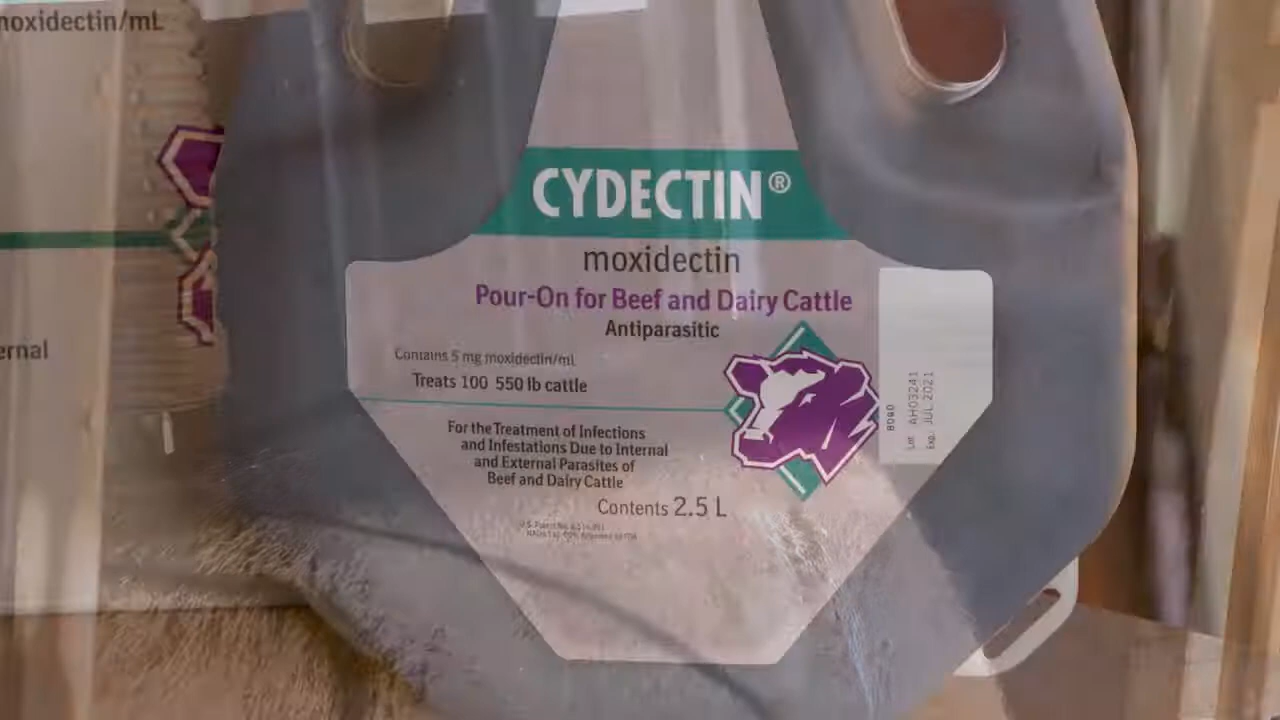 moxidectin/mL
CYDECTIN®
moxidectin
Pour-On for Beef and Dairy Cattle
Antiparasitic
Contains 5 mg moxidectin/mL
Treats 100 550 lb cattle
For the Treatment of Infections
and Infestations Due to Internal
and External Parasites of
Beef and Dairy Cattle
Contents 2.5 L
Lot AH03241
Exp. JUL 2021